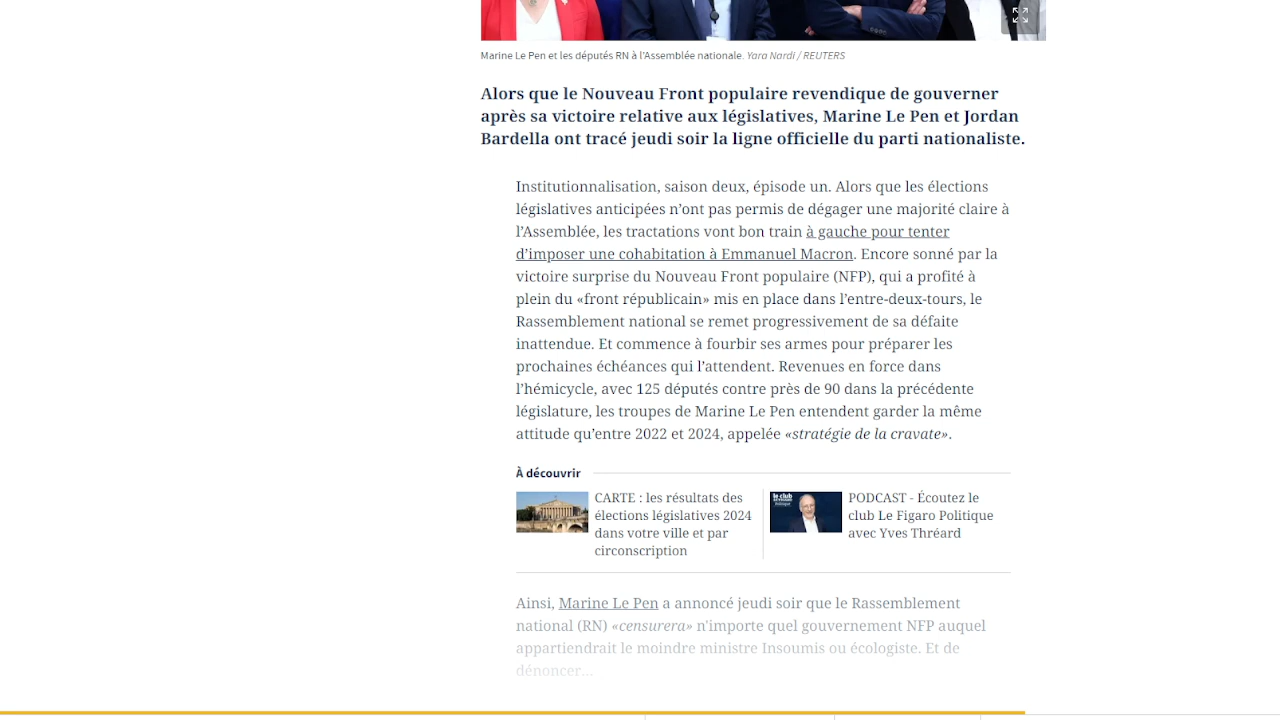 Marine Le Pen et les députés RN à l'Assemblée nationale. Yara Nardi / REUTERS
Alors que le Nouveau Front populaire revendique de gouverner
après sa victoire relative aux législatives, Marine Le Pen et Jordan
Bardella ont tracé jeudi soir la ligne officielle du parti nationaliste.
Institutionnalisation, saison deux, épisode un. Alors que les élections
législatives anticipées n’ont pas permis de dégager une majorité claire à
l’Assemblée, les tractations vont bon train à gauche pour tenter
d’imposer une cohabitation à Emmanuel Macron. Encore sonné par la
victoire surprise du Nouveau Front populaire (NFP), qui a profité à
plein du «front républicain» mis en place dans l’entre-deux-tours, le
Rassemblement national se remet progressivement de sa défaite
inattendue. Et commence à fourbir ses armes pour préparer les
prochaines échéances qui l’attendent. Revenues en force dans
l’hémicycle, avec 125 députés contre près de 90 dans la précédente
législature, les troupes de Marine Le Pen entendent garder la même
attitude qu’entre 2022 et 2024, appelée «stratégie de la cravate».
À découvrir
CARTE : les résultats des
élections législatives 2024
dans votre ville et par
circonscription
le club
Politique
PODCAST - Écoutez le
club Le Figaro Politique
avec Yves Thréard
Ainsi, Marine Le Pen a annoncé jeudi soir que le Rassemblement
national (RN) «censurera» n'importe quel gouvernement NFP auquel
appartiendrait le moindre ministre Insoumis ou écologiste. Et de
dénoncer...